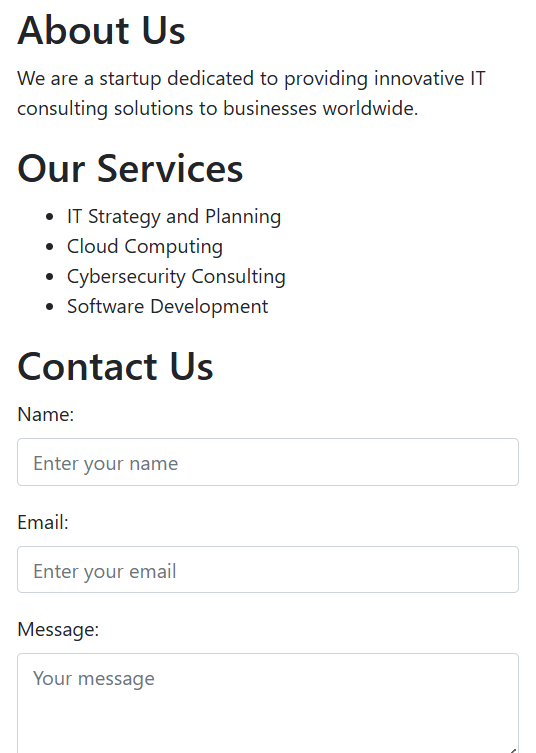 About Us
We are a startup dedicated to providing innovative IT
consulting solutions to businesses worldwide.
Our Services
• IT Strategy and Planning
• Cloud Computing
• Cybersecurity Consulting
• Software Development
Contact Us
Name:
Enter your name
Email:
Enter your email
Message:
Your message